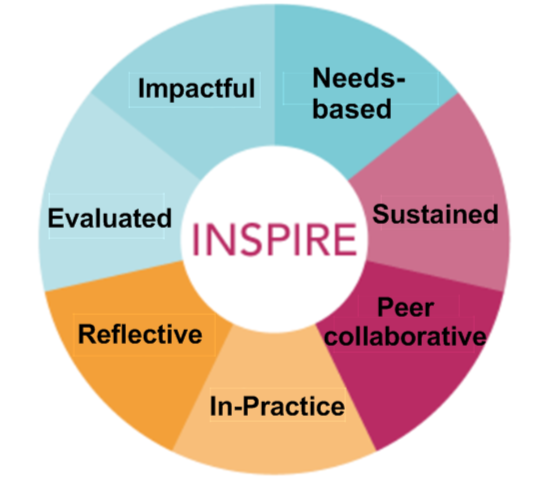 Impactful
Needs-
based
Sustained
Peer
collaborative
In-Practice
Reflective
Evaluated
INSPIRE